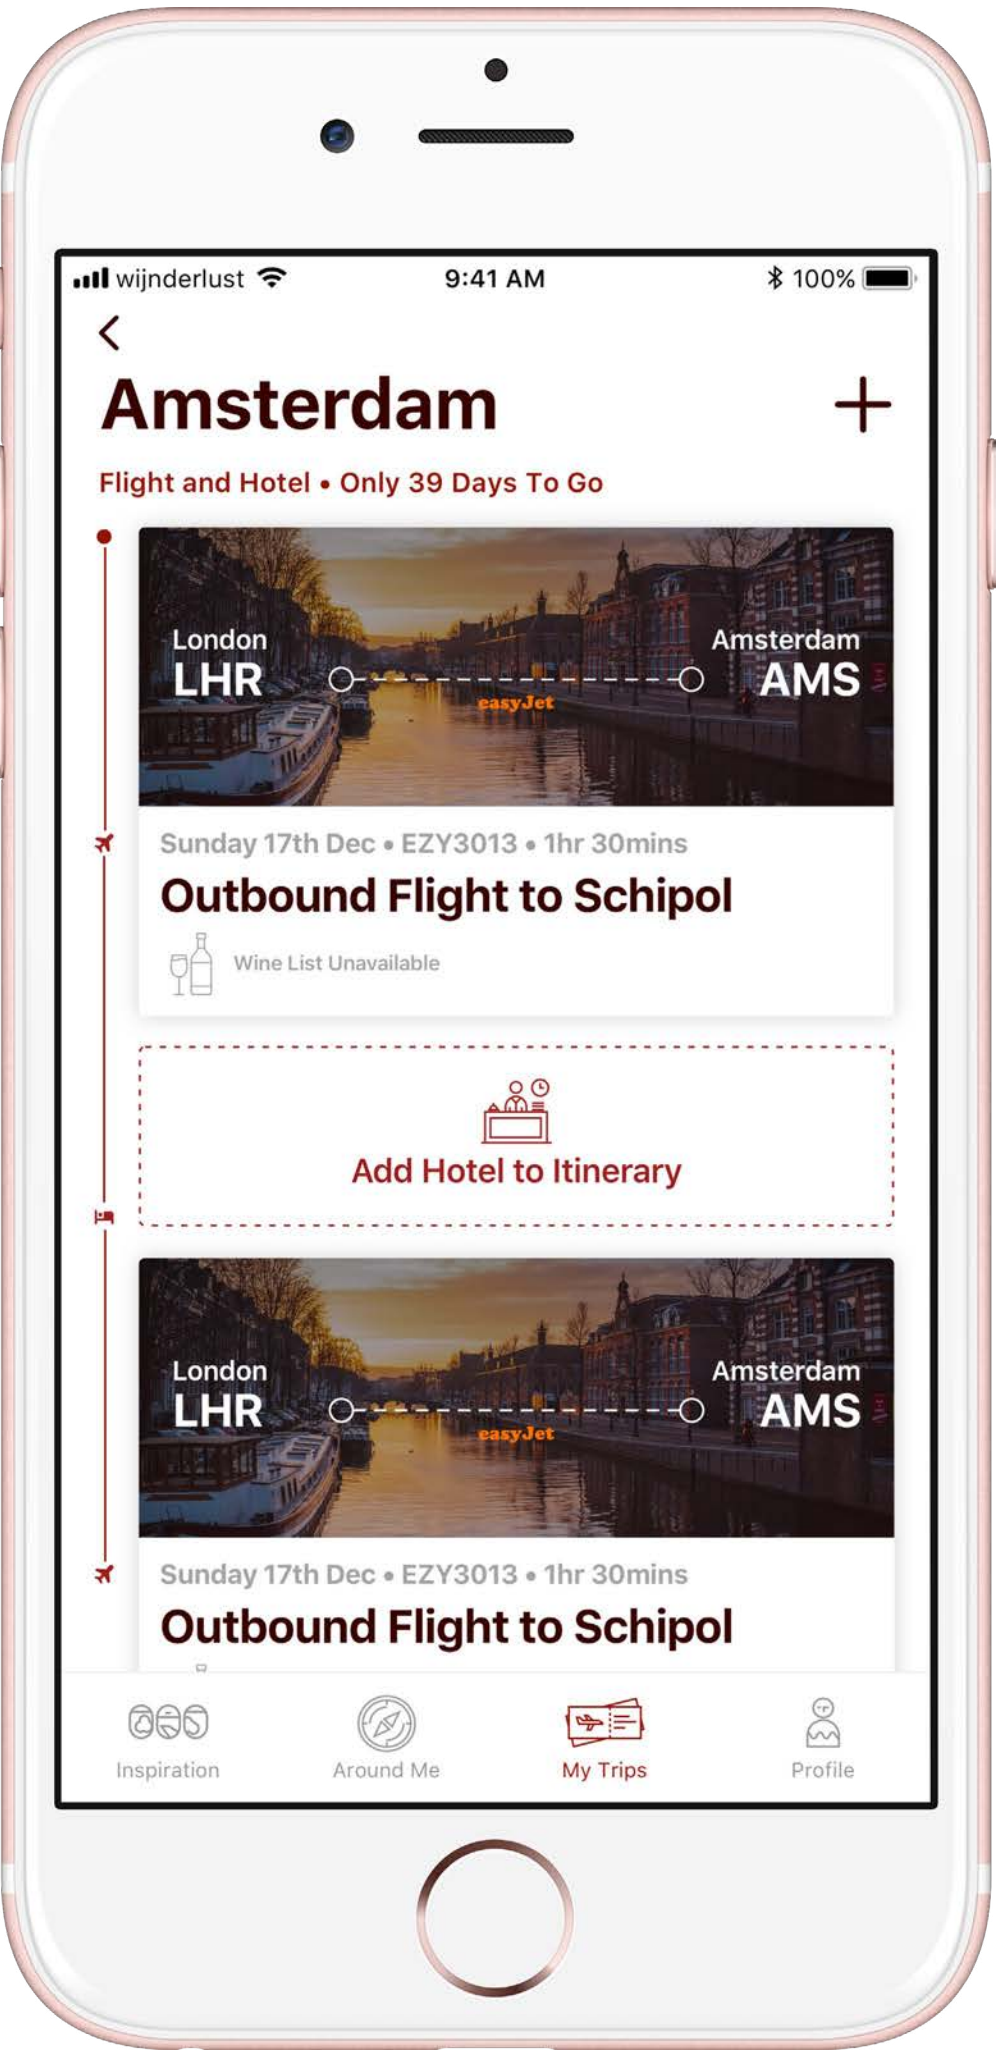 wijnderlust
9:41 AM
100%
Amsterdam
Flight and Hotel • Only 39 Days To Go
London
Amsterdam
LHR
AMS
easyJet
Sunday 17th Dec • EZY3013 • 1hr 30mins
Outbound Flight to Schipol
Wine List Unavailable
Add Hotel to Itinerary
London
Amsterdam
LHR
AMS
easyJet
Sunday 17th Dec • EZY3013 • 1hr 30mins
Outbound Flight to Schipol
Inspiration
Around Me
My Trips
Profile